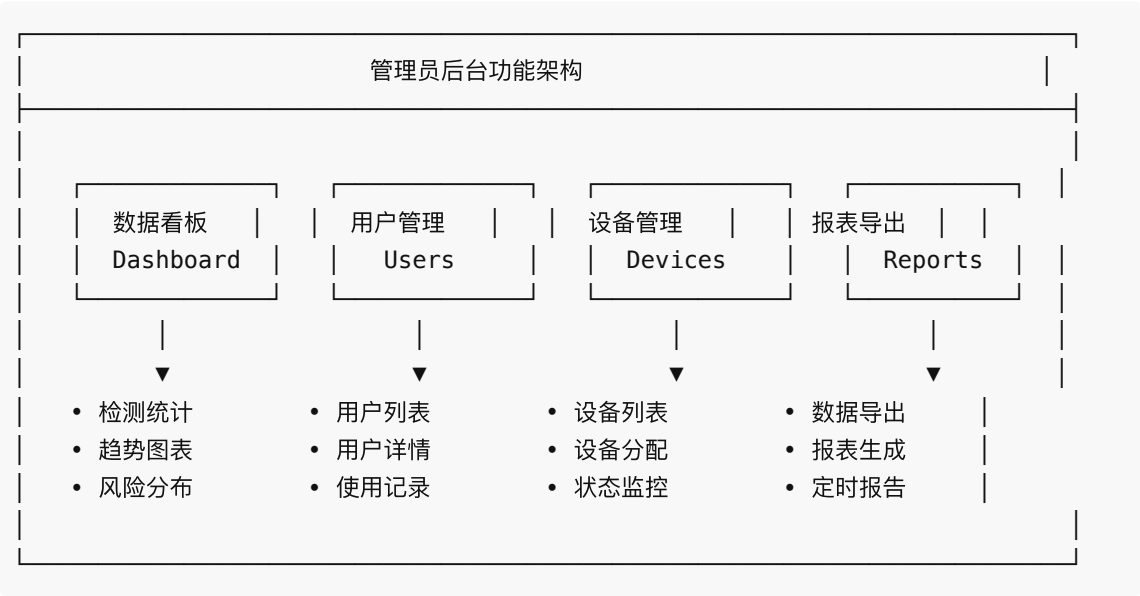 管理员后台功能架构
数据看板 用户管理 设备管理 报表导出
Dashboard Users Devices Reports
• 检测统计 • 用户列表 • 设备列表 • 数据导出
• 趋势图表 • 用户详情 • 设备分配 • 报表生成
• 风险分布 • 使用记录 • 状态监控 • 定时报告